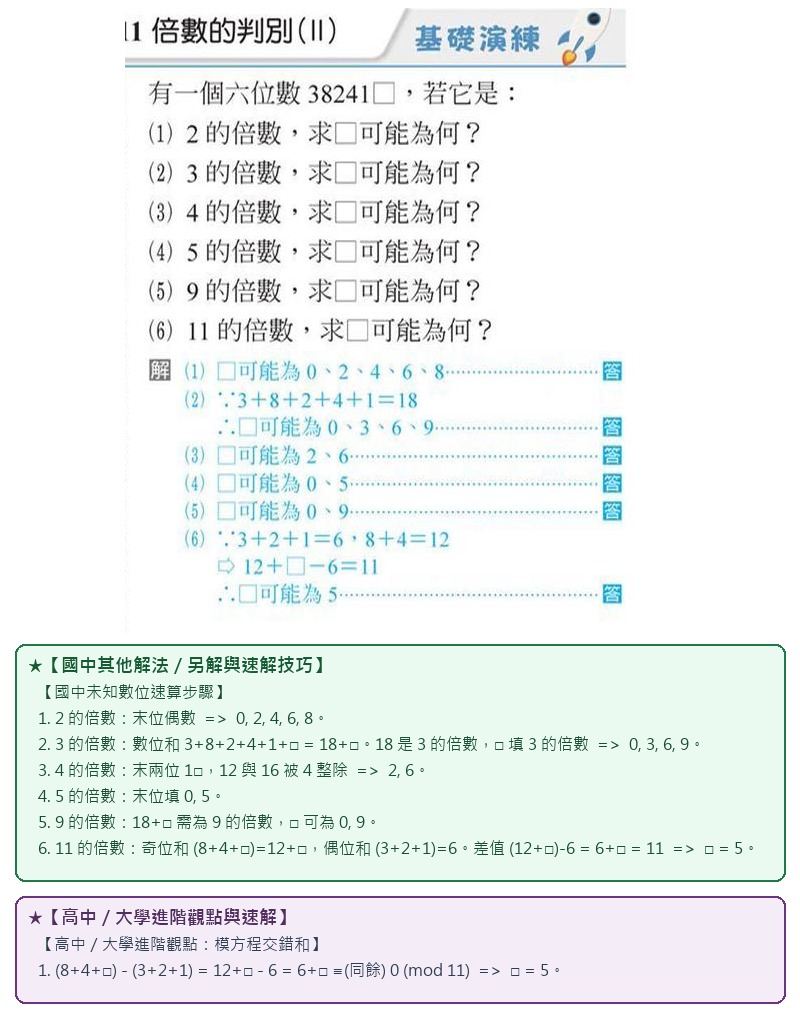 11 倍數的判別(II) 基礎演練
有一個六位數 38241□，若它是：
⑴ 2 的倍數，求□可能為何？
⑵ 3 的倍數，求□可能為何？
⑶ 4 的倍數，求□可能為何？
⑷ 5 的倍數，求□可能為何？
⑸ 9 的倍數，求□可能為何？
⑹ 11 的倍數，求□可能為何？
解 ⑴ □可能為 0、2、4、6、8 答
⑵ ∵3＋8＋2＋4＋1＝18
∴□可能為 0、3、6、9 答
⑶ □可能為 2、6 答
⑷ □可能為 0、5 答
⑸ □可能為 0、9 答
⑹ ∵3＋2＋1＝6，8＋4＝12
⇨ 12＋□－6＝11
∴□可能為 5 答
★【國中其他解法 / 另解與速解技巧】
【國中未知數位速算步驟】
1. 2 的倍數：末位偶數 => 0, 2, 4, 6, 8。
2. 3 的倍數：數位和 3+8+2+4+1+□ = 18+□。18 是 3 的倍數，□ 填 3 的倍數 => 0, 3, 6, 9。
3. 4 的倍數：末兩位 1□，12 與 16 被 4 整除 => 2, 6。
4. 5 的倍數：末位填 0, 5。
5. 9 的倍數：18+□ 需為 9 的倍數，□ 可為 0, 9。
6. 11 的倍數：奇位和 (8+4+□)=12+□，偶位和 (3+2+1)=6。差值 (12+□)-6 = 6+□ = 11 => □ = 5。
★【高中 / 大學進階觀點與速解】
【高中 / 大學進階觀點：模方程交錯和】
1. (8+4+□) - (3+2+1) = 12+□ - 6 = 6+□ ≡(同餘) 0 (mod 11) => □ = 5。